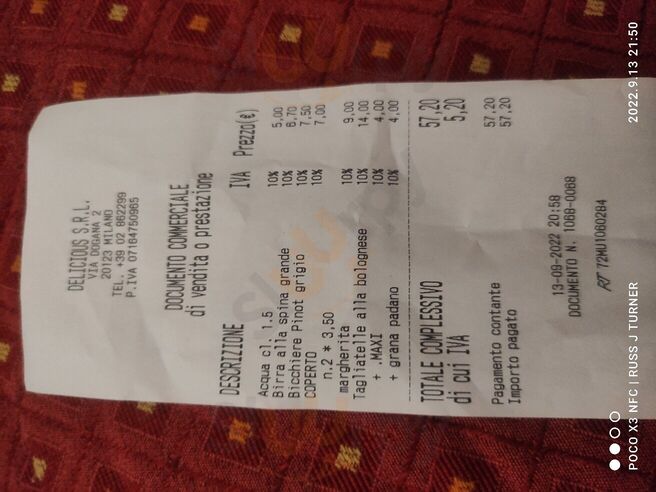 DELICIOUS S.R.L.
VIA DOGANA 2
20123 MILANO
TEL. +39 02 862299
P.IVA 07164750965
DOCUMENTO COMMERCIALE
di vendita o prestazione
DESCRIZIONE IVA Prezzo(€)
Acqua cl. 1.5 10% 5,00
Birra alla spina grande 10% 6,70
Bicchiere Pinot grigio 10% 7,50
COPERTO 10% 7,00
n.2 * 3,50
margherita 10% 9,00
Tagliatelle alla bolognese 10% 14,00
+ .MAXI 10% 4,00
+ grana padano 10% 4,00
TOTALE COMPLESSIVO 57,20
di cui IVA 5,20
Pagamento contante 57,20
Importo pagato 57,20
13-09-2022 20:58
DOCUMENTO N. 1068-0068
RT 72MU1060284
POCO X3 NFC | RUSS J TURNER
2022.9.13 21:50